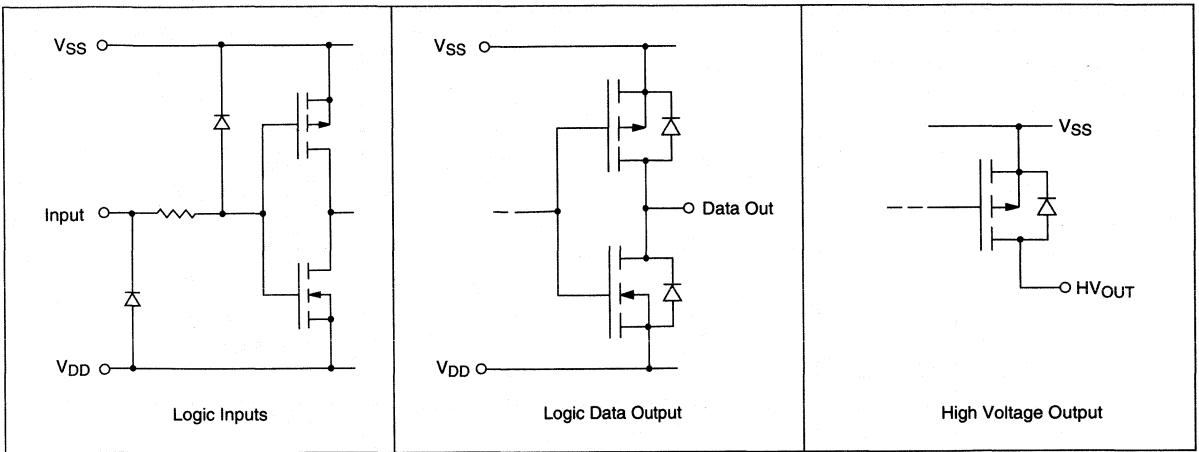 VSS
Input
VDD
Logic Inputs
VSS
Data Out
VDD
Logic Data Output
VSS
HVOUT
High Voltage Output